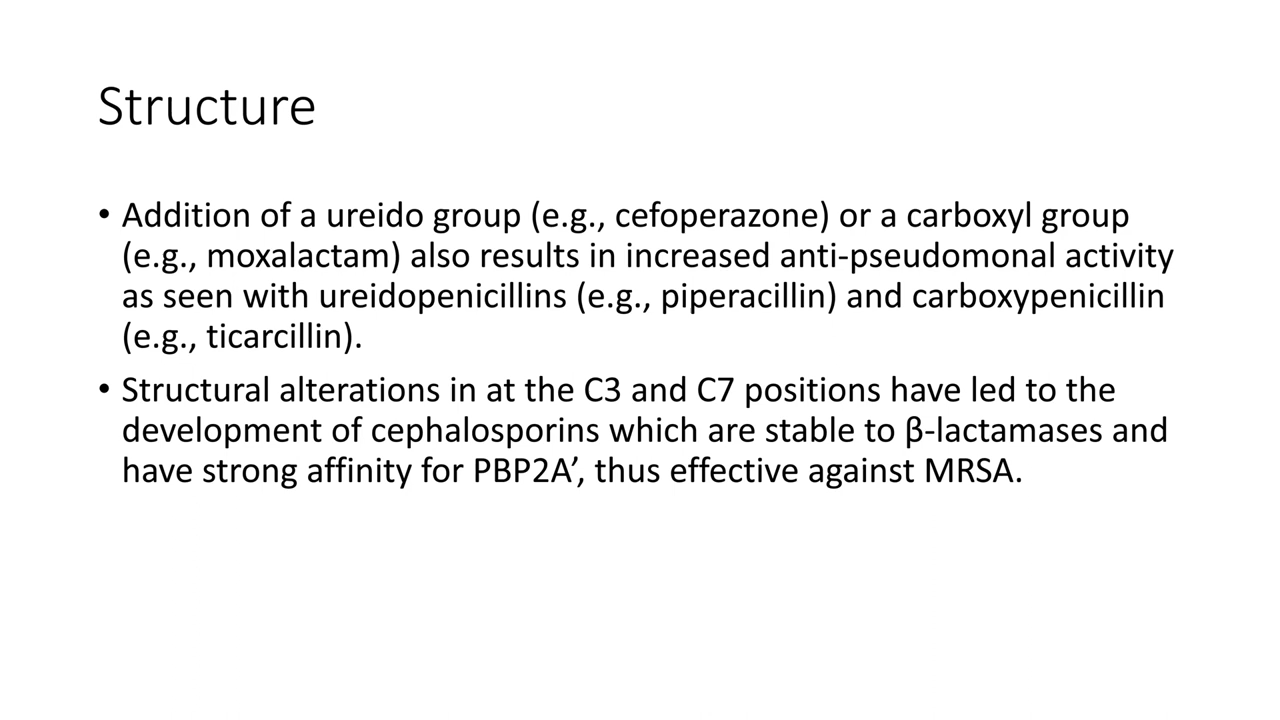 Structure
• Addition of a ureido group (e.g., cefoperazone) or a carboxyl group
(e.g., moxalactam) also results in increased anti-pseudomonal activity
as seen with ureidopenicillins (e.g., piperacillin) and carboxypenicillin
(e.g., ticarcillin).
• Structural alterations in at the C3 and C7 positions have led to the
development of cephalosporins which are stable to β-lactamases and
have strong affinity for PBP2A’, thus effective against MRSA.